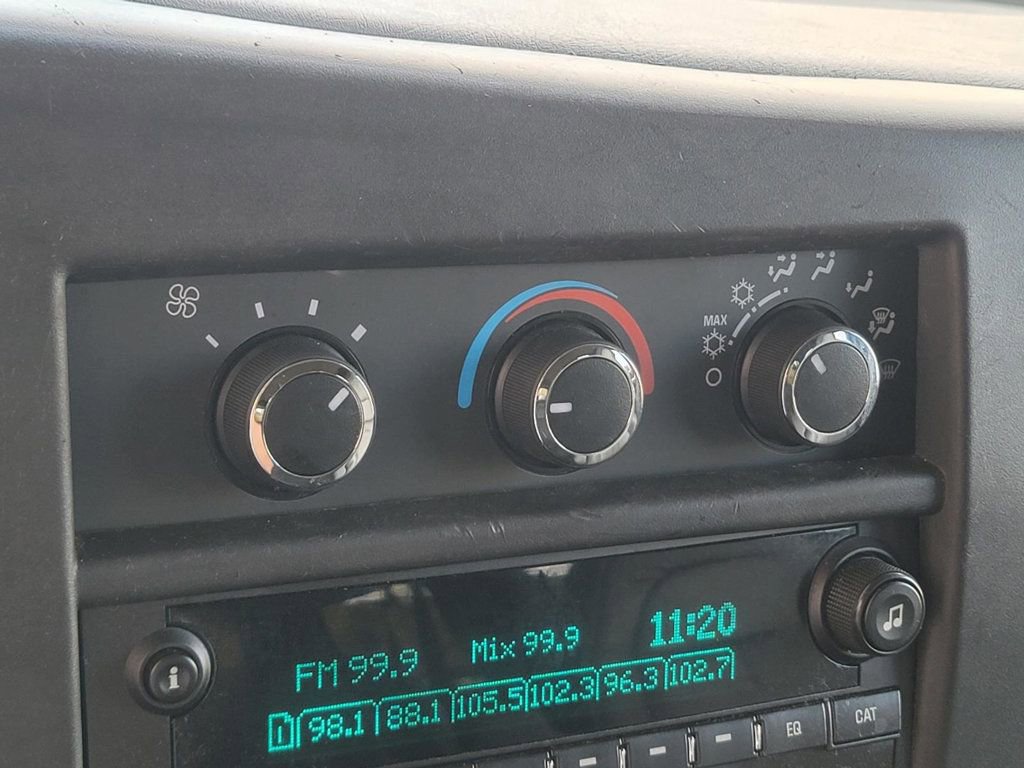 MAX
FM 99.9 Mix 99.9 11:20
98.1 88.1 105.5 102.3 96.3 102.7
i
EQ CAT